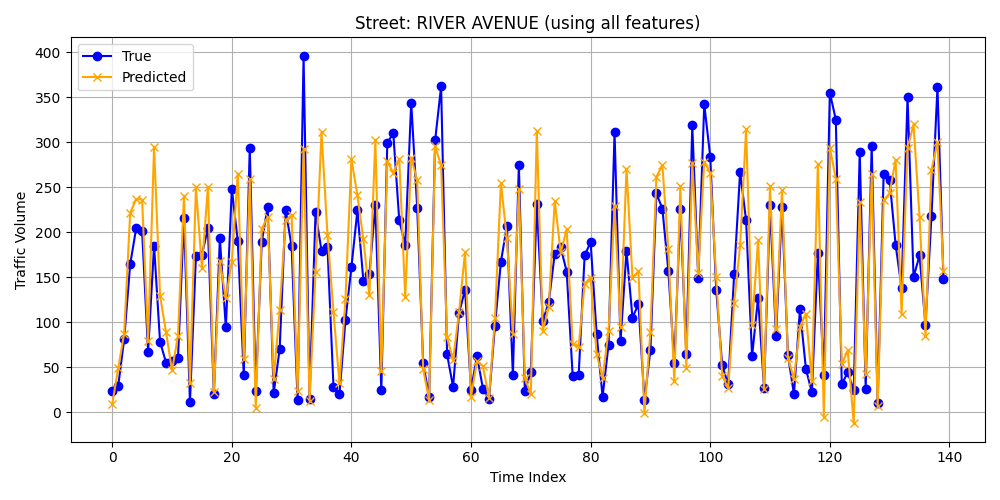 Street: RIVER AVENUE (using all features)
True
Predicted
Traffic Volume
400
350
300
250
200
150
100
50
0
0 20 40 60 80 100 120 140
Time Index